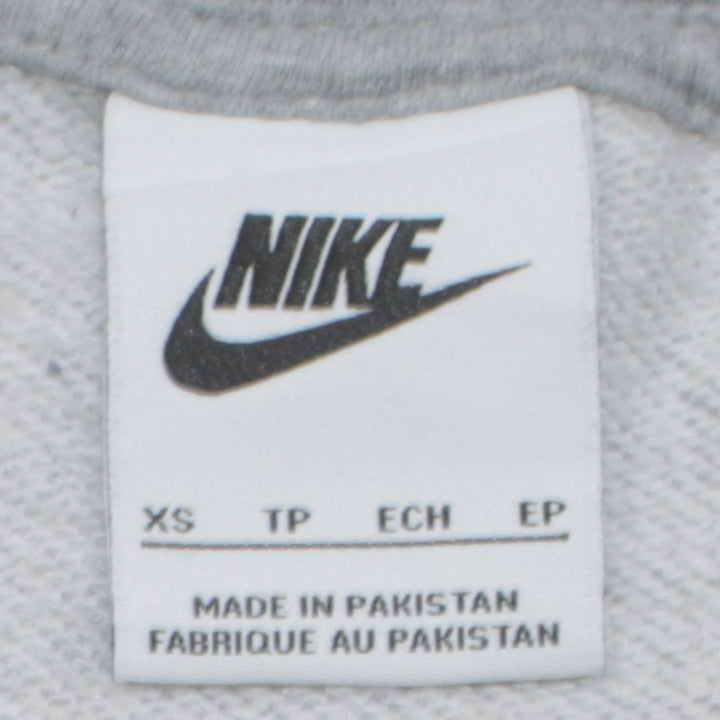 NIKE
XS TP ECH EP
MADE IN PAKISTAN
FABRIQUE AU PAKISTAN